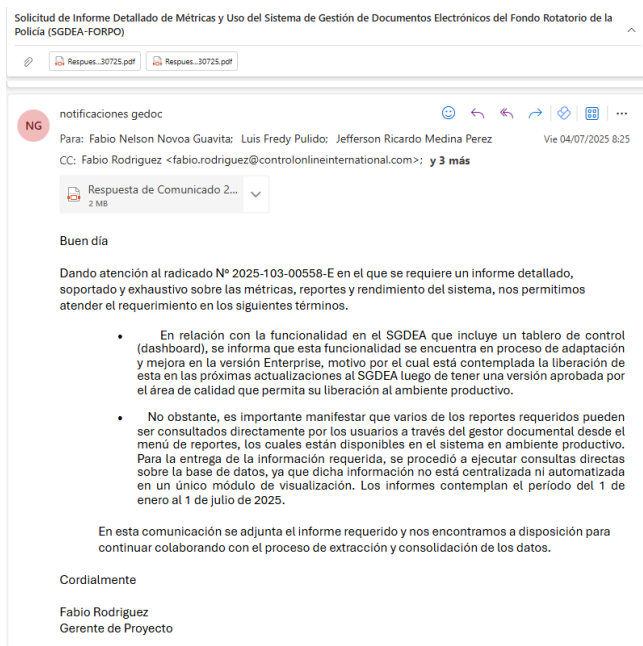 Solicitud de Informe Detallado de Métricas y Uso del Sistema de Gestión de Documentos Electrónicos del Fondo Rotatorio de la
Policía (SGDEA-FORPO)
Respues...30725.pdf
Respues...30725.pdf
NG
notificaciones gedoc
Para: Fabio Nelson Novoa Guavita; Luis Fredy Pulido; Jefferson Ricardo Medina Perez
Vie 04/07/2025 8:25
CC: Fabio Rodriguez <fabio.rodriguez@controlonlineinternational.com>; y 3 más
Respuesta de Comunicado 2...
2 MB
Buen día
Dando atención al radicado Nº 2025-103-00558-E en el que se requiere un informe detallado,
soportado y exhaustivo sobre las métricas, reportes y rendimiento del sistema, nos permitimos
atender el requerimiento en los siguientes términos.
• En relación con la funcionalidad en el SGDEA que incluye un tablero de control
(dashboard), se informa que esta funcionalidad se encuentra en proceso de adaptación
y mejora en la versión Enterprise, motivo por el cual está contemplada la liberación de
esta en las próximas actualizaciones al SGDEA luego de tener una versión aprobada por
el área de calidad que permita su liberación al ambiente productivo.
• No obstante, es importante manifestar que varios de los reportes requeridos pueden
ser consultados directamente por los usuarios a través del gestor documental desde el
menú de reportes, los cuales están disponibles en el sistema en ambiente productivo.
Para la entrega de la información requerida, se procedió a ejecutar consultas directas
sobre la base de datos, ya que dicha información no está centralizada ni automatizada
en un único módulo de visualización. Los informes contemplan el período del 1 de
enero al 1 de julio de 2025.
En esta comunicación se adjunta el informe requerido y nos encontramos a disposición para
continuar colaborando con el proceso de extracción y consolidación de los datos.
Cordialmente
Fabio Rodriguez
Gerente de Proyecto